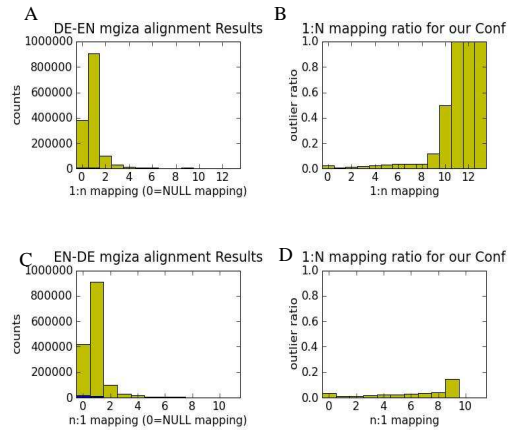 A
DE-EN mgiza alignment Results
1000000
800000
600000
400000
200000
0
counts
0 2 4 6 8 10 12
1:n mapping (0=NULL mapping)
B
1:N mapping ratio for our Conf
1.0
0.8
0.6
0.4
0.2
0.0
outlier ratio
0 2 4 6 8 10 12
1:n mapping
C
EN-DE mgiza alignment Results
1000000
800000
600000
400000
200000
0
counts
0 2 4 6 8 10
n:1 mapping (0=NULL mapping)
D
1:N mapping ratio for our Conf
1.0
0.8
0.6
0.4
0.2
0.0
outlier ratio
0 2 4 6 8 10
n:1 mapping